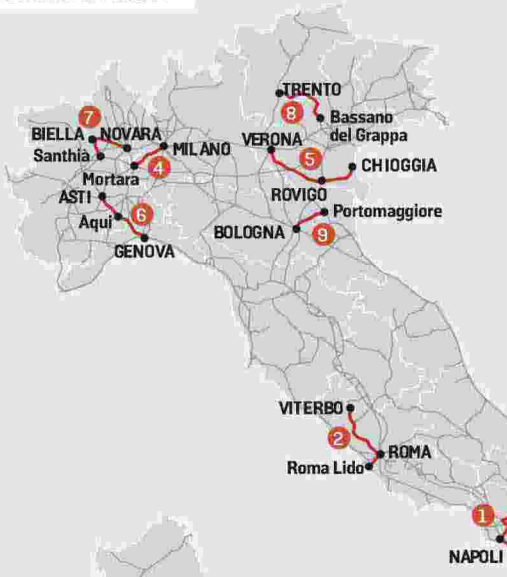 TRENTO
8
Bassano
del Grappa
7
BIELLA
NOVARA
Santhià
MILANO
Mortara
4
VERONA
5
CHIOGGIA
ROVIGO
ASTI
Aqui
6
GENOVA
Portomaggiore
BOLOGNA
9
VITERBO
2
ROMA
Roma Lido
1
NAPOLI